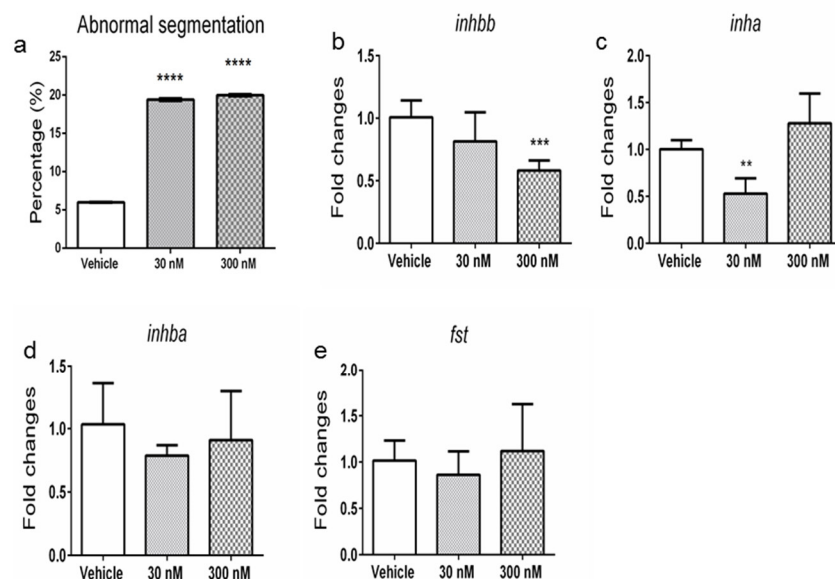 a
Abnormal segmentation
Percentage (%)
25
20
15
10
5
0
****
****
Vehicle 30 nM 300 nM
b
inhbb
Fold changes
1.5
1.0
0.5
0.0
***
Vehicle 30 nM 300 nM
c
inha
Fold changes
2.0
1.5
1.0
0.5
0.0
**
Vehicle 30 nM 300 nM
d
inhba
Fold changes
1.5
1.0
0.5
0.0
Vehicle 30 nM 300 nM
e
fst
Fold changes
2.0
1.5
1.0
0.5
0.0
Vehicle 30 nM 300 nM